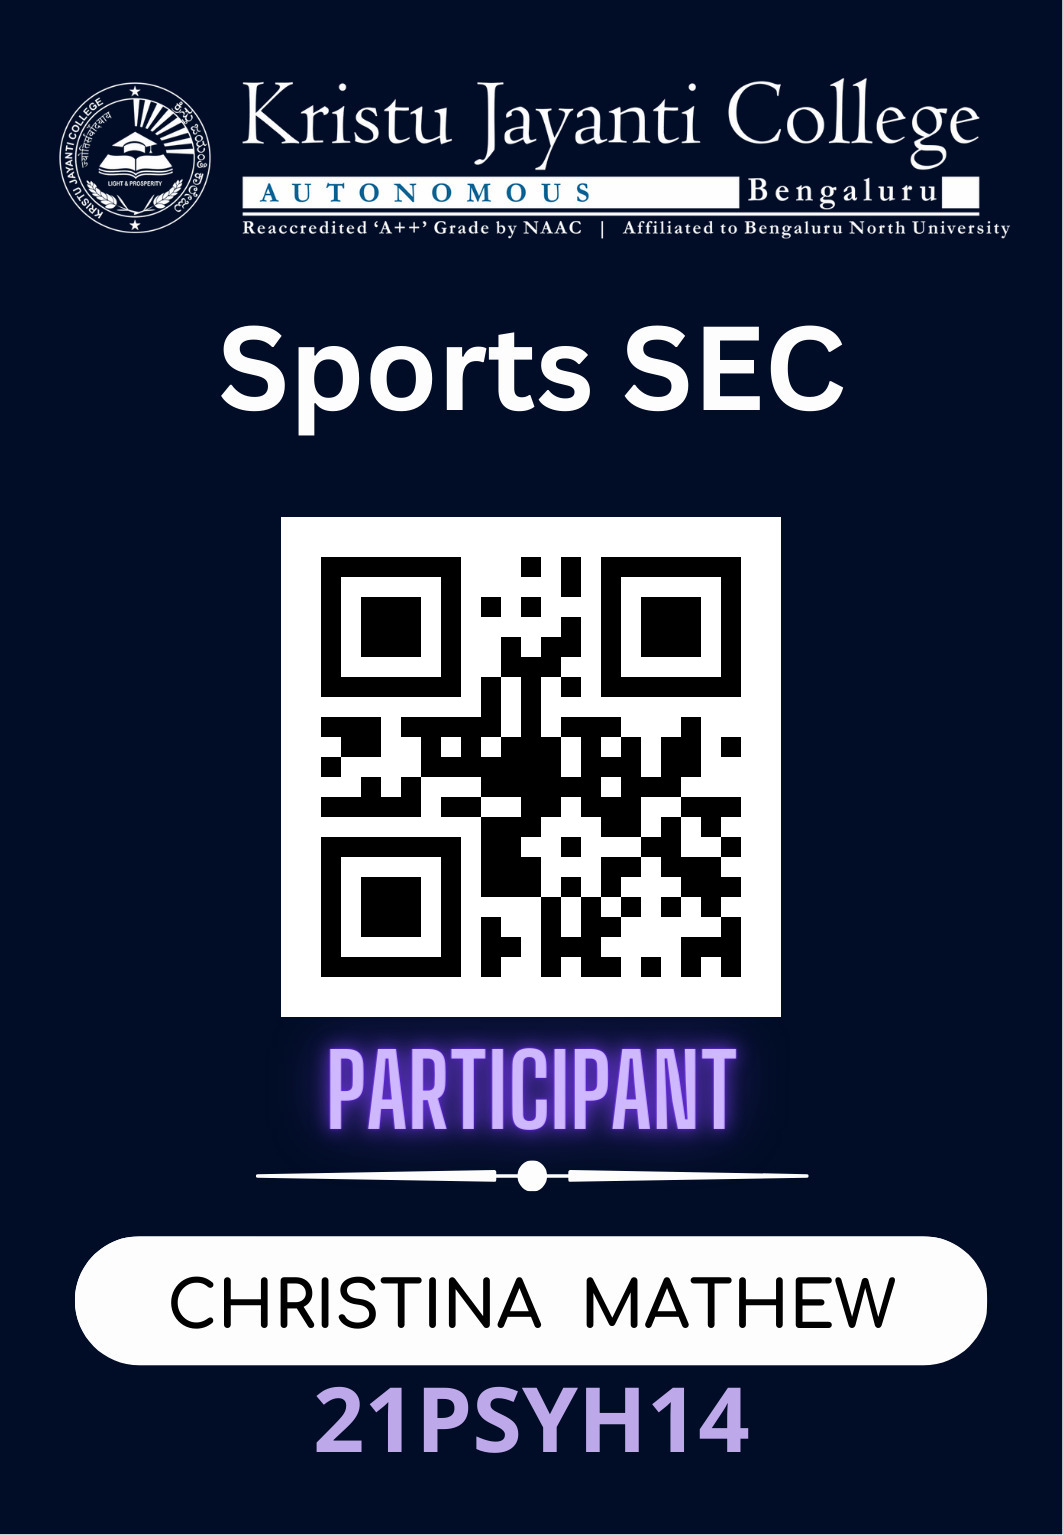 KRISTU JAYANTI COLLEGE
LIGHT & PROSPERITY
Kristu Jayanti College
AUTONOMOUS Bengaluru
Reaccredited ‘A++’ Grade by NAAC | Affiliated to Bengaluru North University
Sports SEC
PARTICIPANT
CHRISTINA MATHEW
21PSYH14